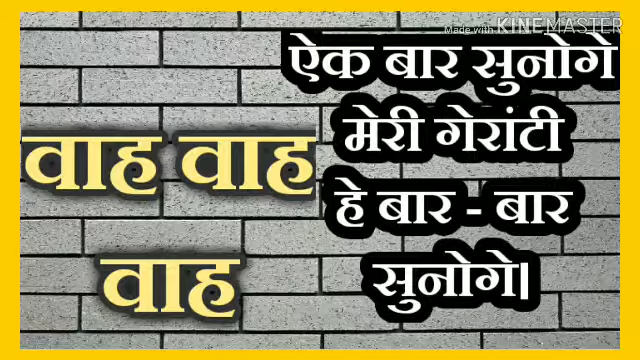 Made with KINEMASTER
ऐक बार सुनोगे
मेरी गेरांटी
हे बार - बार
सुनोगे।
वाह वाह
वाह